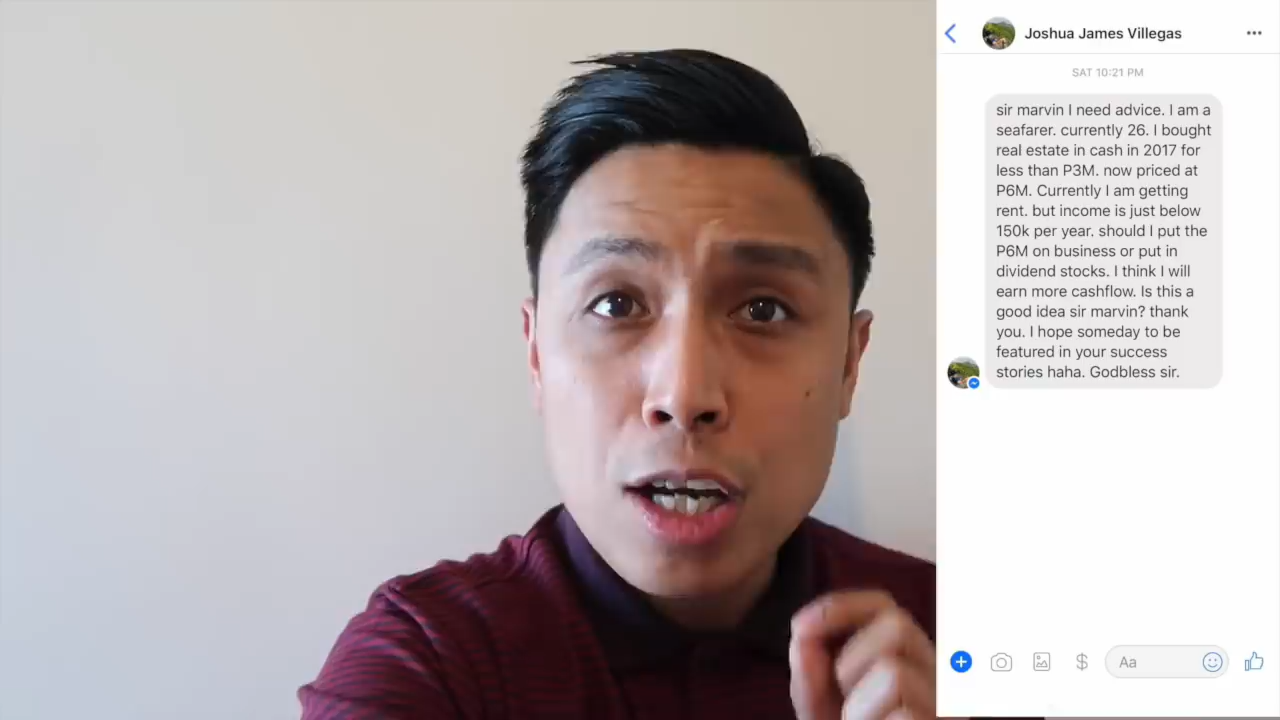 Joshua James Villegas
SAT 10:21 PM
sir marvin I need advice. I am a
seafarer. currently 26. I bought
real estate in cash in 2017 for
less than P3M. now priced at
P6M. Currently I am getting
rent. but income is just below
150k per year. should I put the
P6M on business or put in
dividend stocks. I think I will
earn more cashflow. Is this a
good idea sir marvin? thank
you. I hope someday to be
featured in your success
stories haha. Godbless sir.
Aa